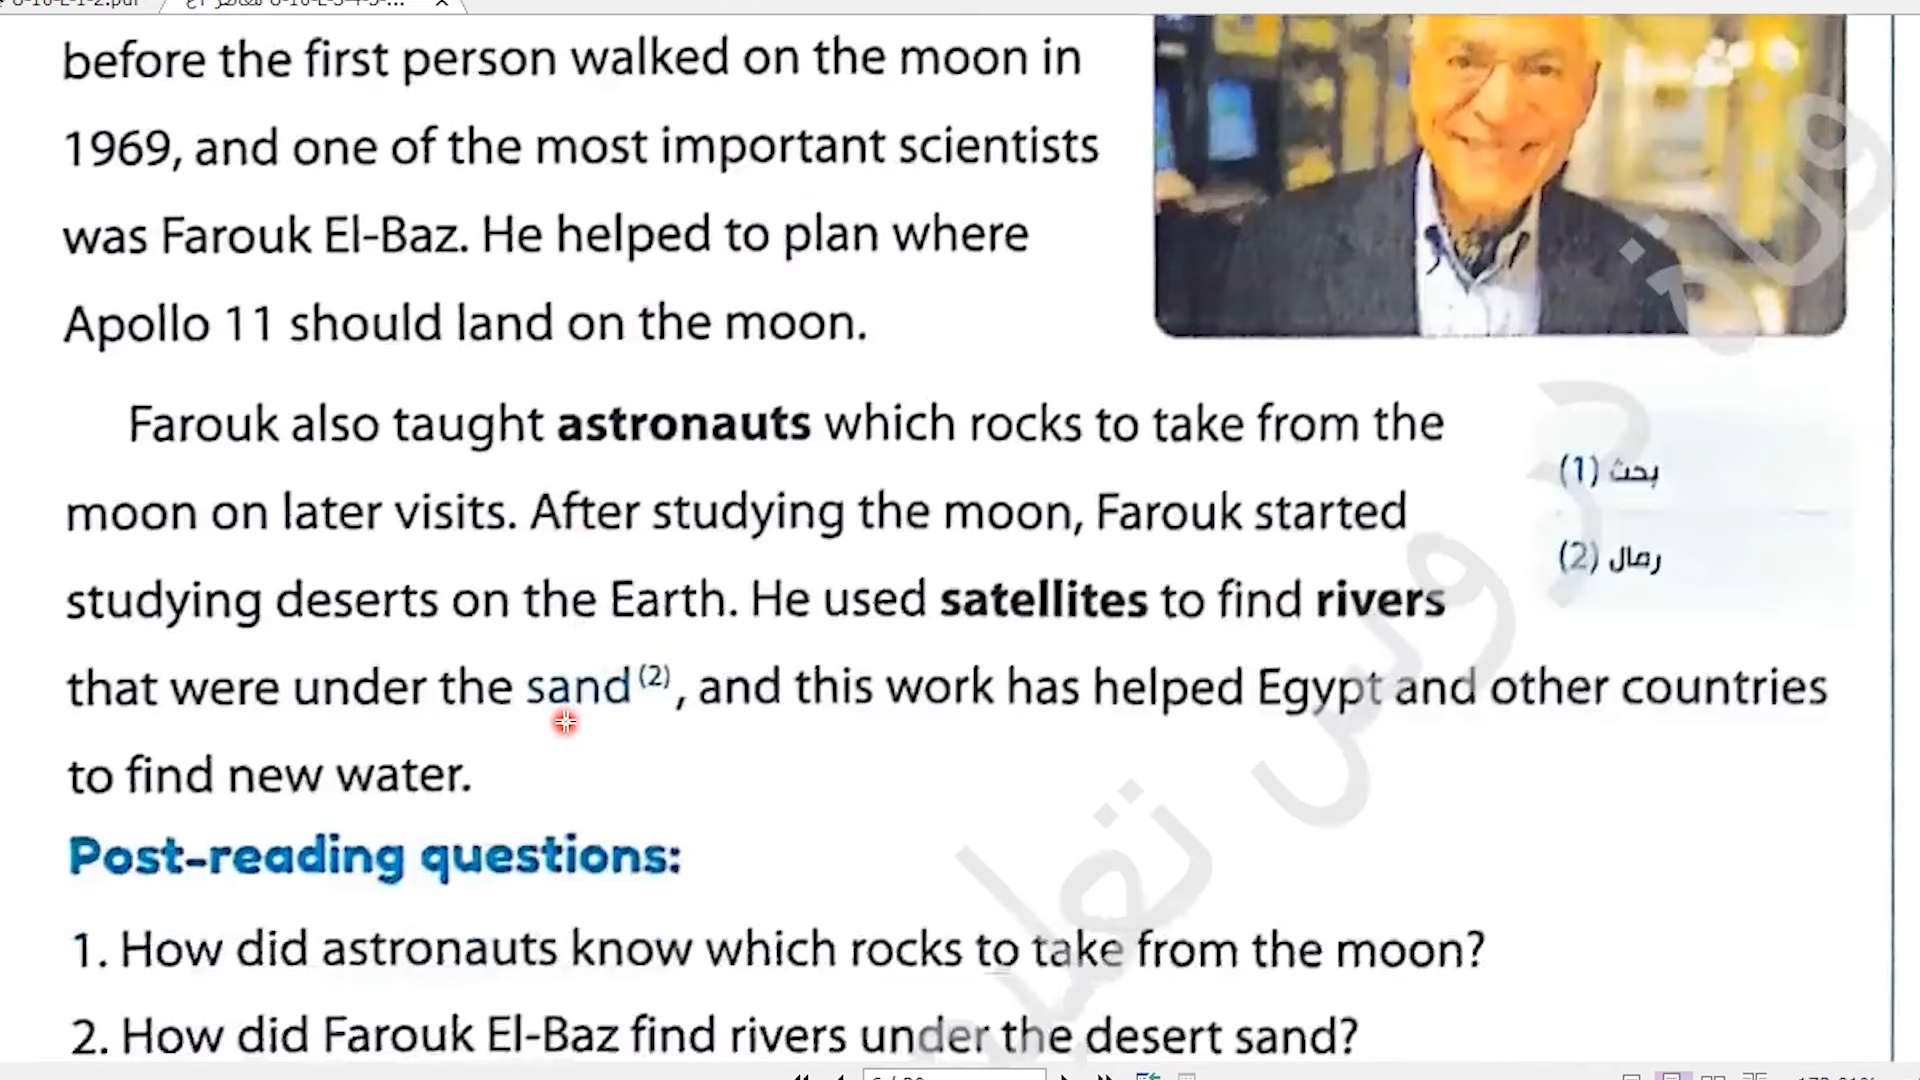 before the first person walked on the moon in
1969, and one of the most important scientists
was Farouk El-Baz. He helped to plan where
Apollo 11 should land on the moon.
Farouk also taught astronauts which rocks to take from the
moon on later visits. After studying the moon, Farouk started
studying deserts on the Earth. He used satellites to find rivers
that were under the sand(2), and this work has helped Egypt and other countries
to find new water.
(1) بحث
(2) رمال
Post-reading questions:
1. How did astronauts know which rocks to take from the moon?
2. How did Farouk El-Baz find rivers under the desert sand?